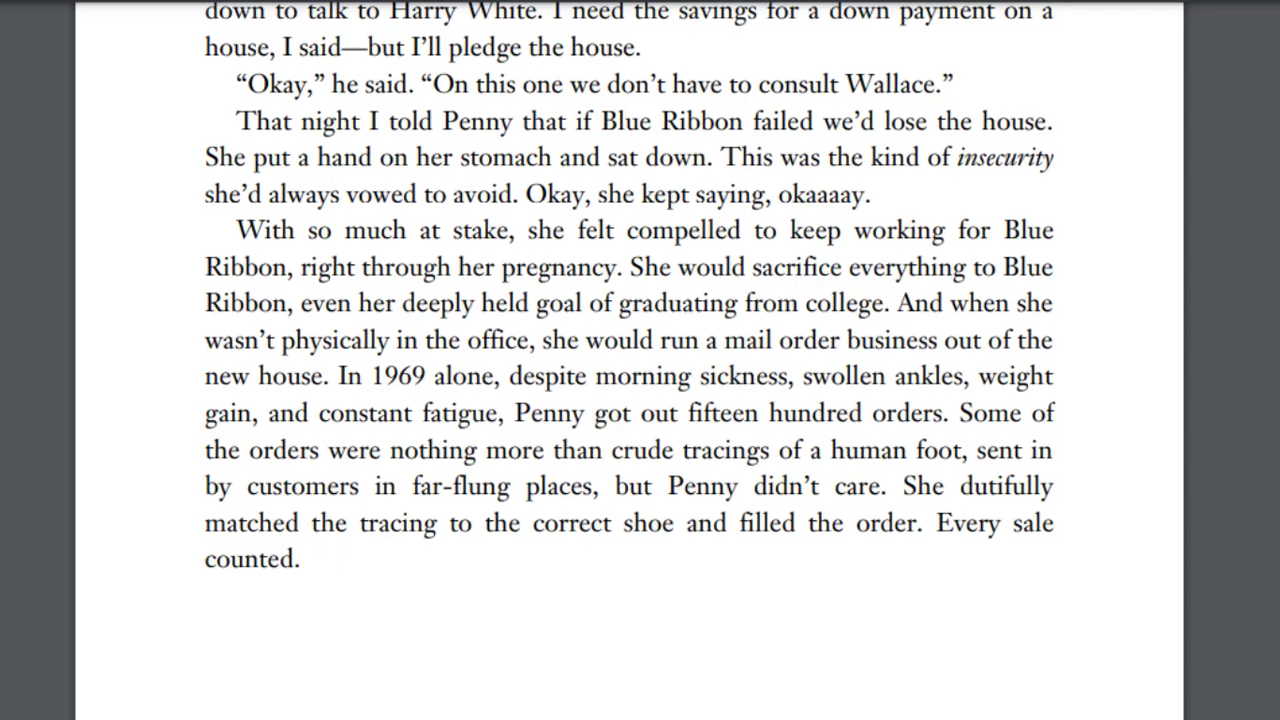 down to talk to Harry White. I need the savings for a down payment on a
house, I said—but I’ll pledge the house.
“Okay,” he said. “On this one we don’t have to consult Wallace.”
That night I told Penny that if Blue Ribbon failed we’d lose the house.
She put a hand on her stomach and sat down. This was the kind of insecurity
she’d always vowed to avoid. Okay, she kept saying, okaaaay.
With so much at stake, she felt compelled to keep working for Blue
Ribbon, right through her pregnancy. She would sacrifice everything to Blue
Ribbon, even her deeply held goal of graduating from college. And when she
wasn’t physically in the office, she would run a mail order business out of the
new house. In 1969 alone, despite morning sickness, swollen ankles, weight
gain, and constant fatigue, Penny got out fifteen hundred orders. Some of
the orders were nothing more than crude tracings of a human foot, sent in
by customers in far-flung places, but Penny didn’t care. She dutifully
matched the tracing to the correct shoe and filled the order. Every sale
counted.